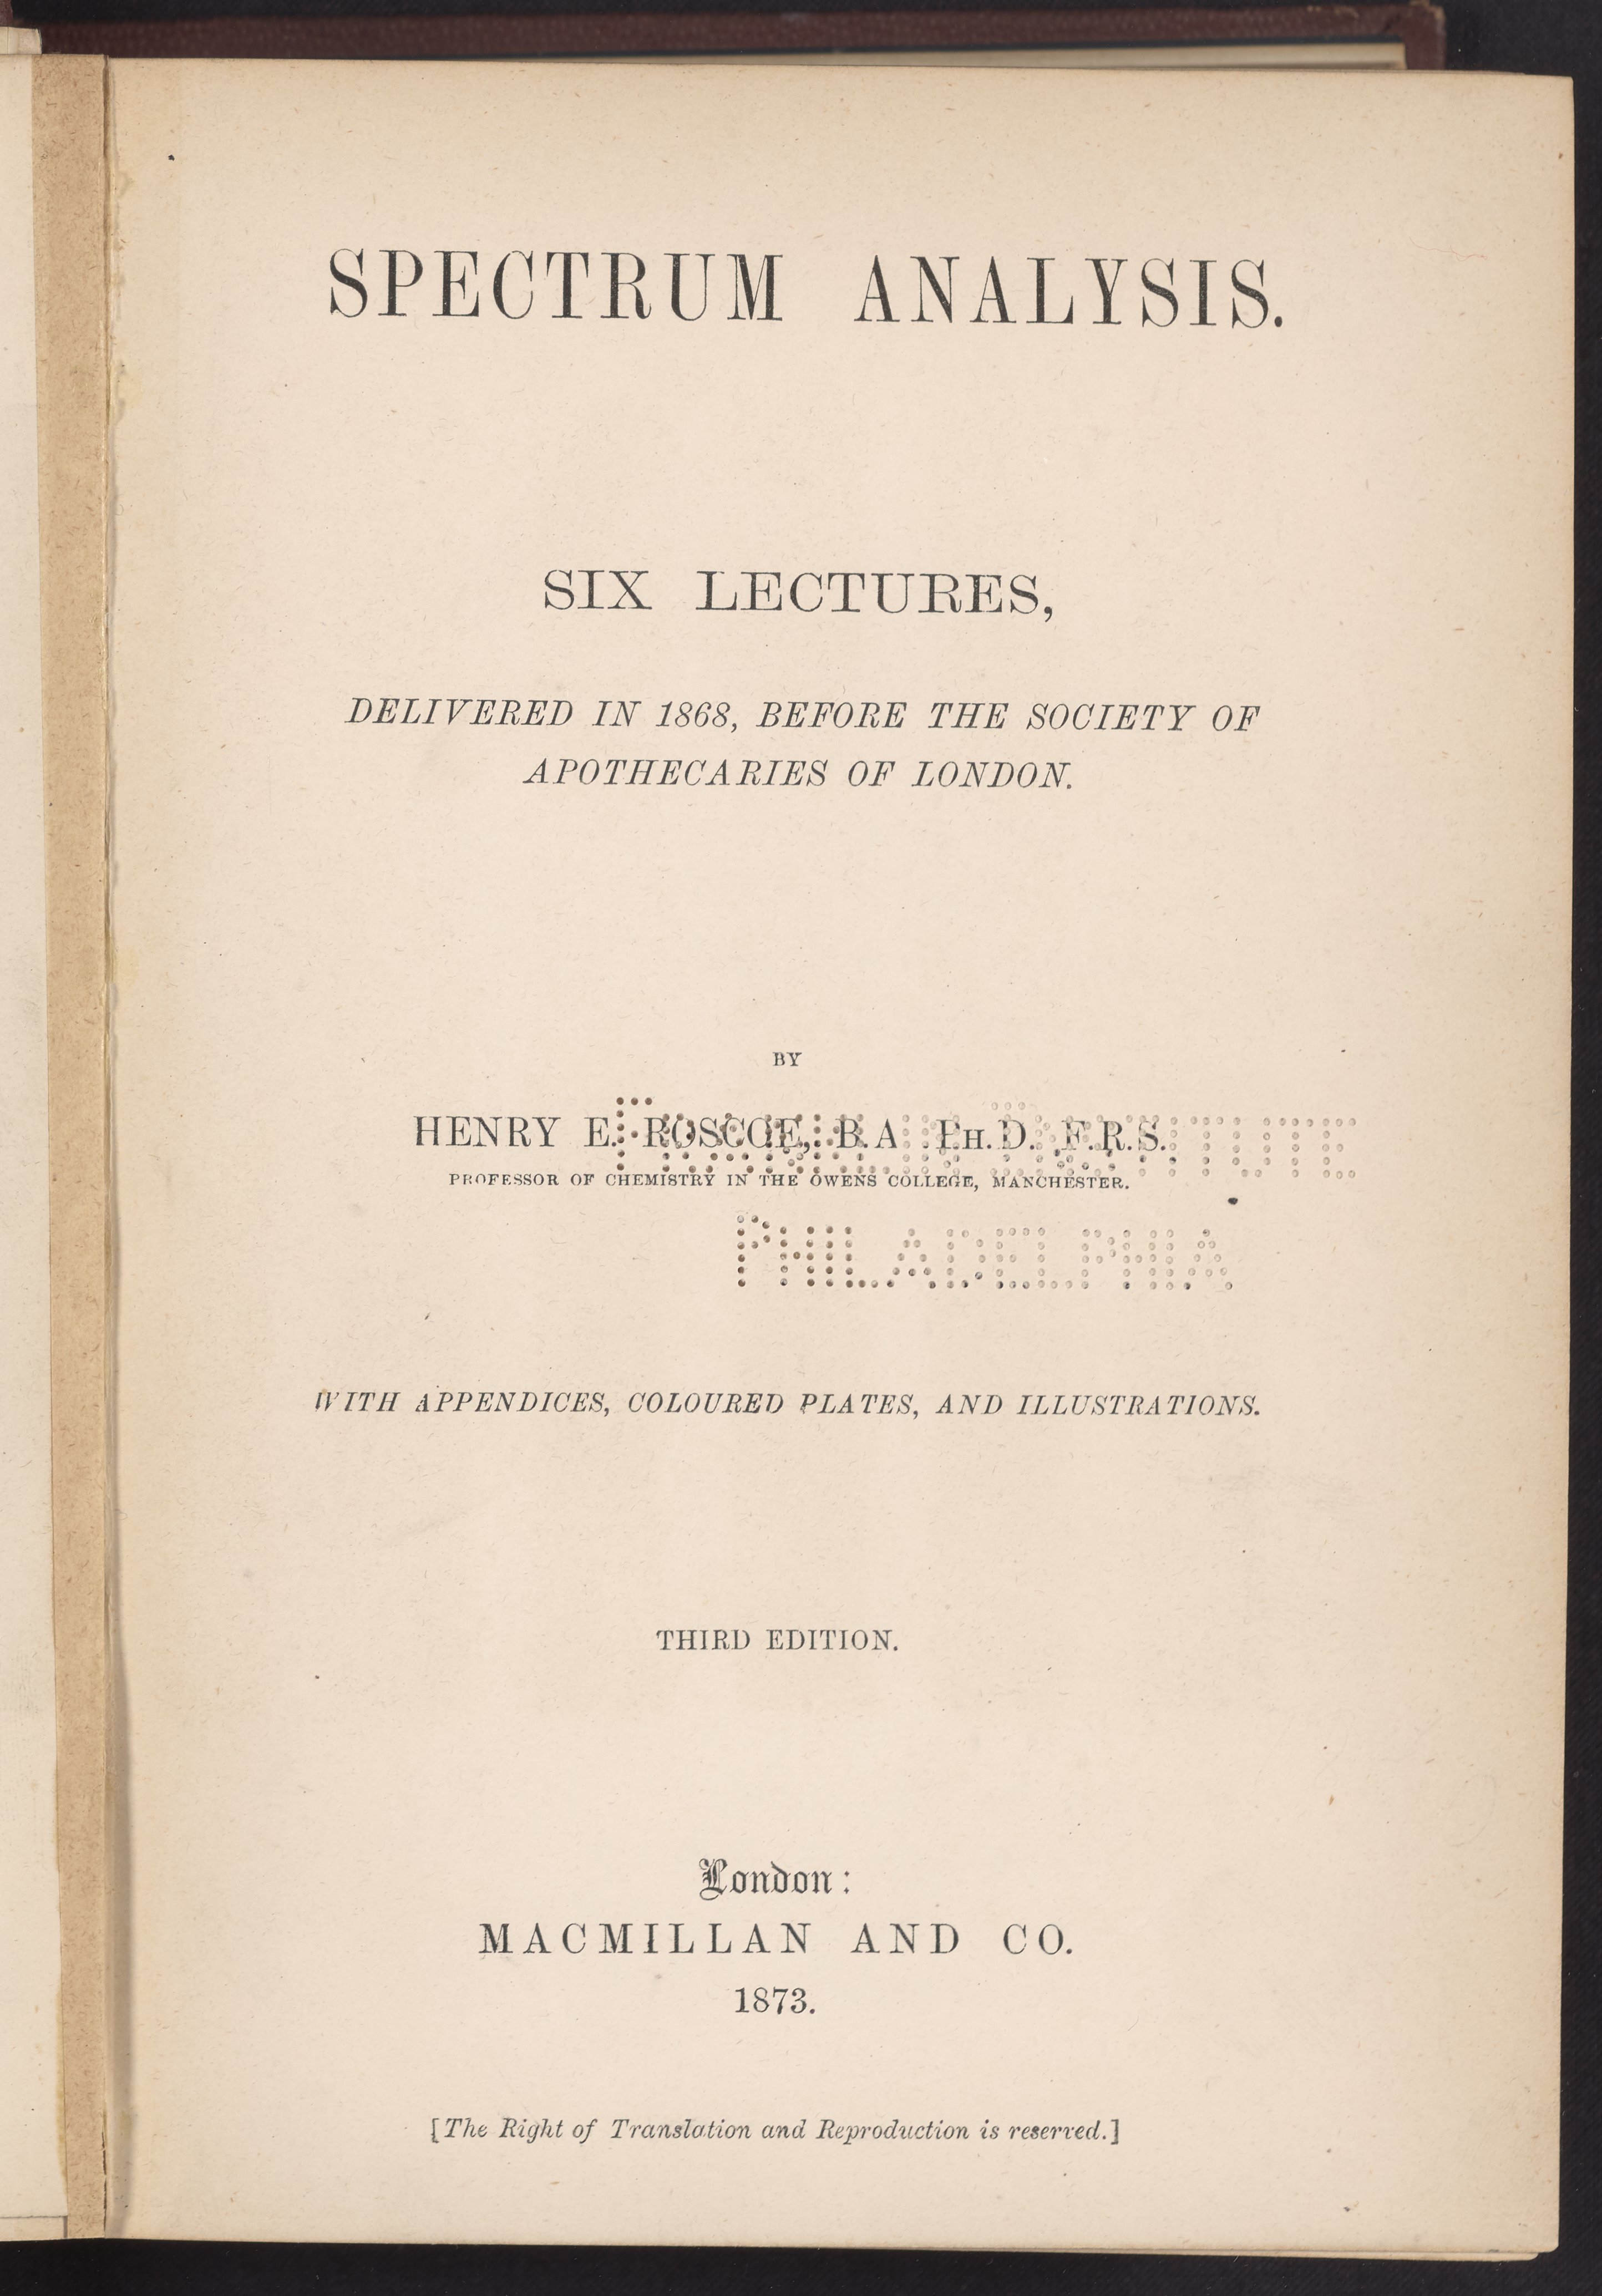 SPECTRUM ANALYSIS.
SIX LECTURES,
DELIVERED IN 1868, BEFORE THE SOCIETY OF
APOTHECARIES OF LONDON.
BY
HENRY E. ROSCOE, B.A. PH.D. F.R.S.
PROFESSOR OF CHEMISTRY IN THE OWENS COLLEGE, MANCHESTER.
PHILADELPHIA
WITH APPENDICES, COLOURED PLATES, AND ILLUSTRATIONS.
THIRD EDITION.
London:
MACMILLAN AND CO.
1873.
[The Right of Translation and Reproduction is reserved.]